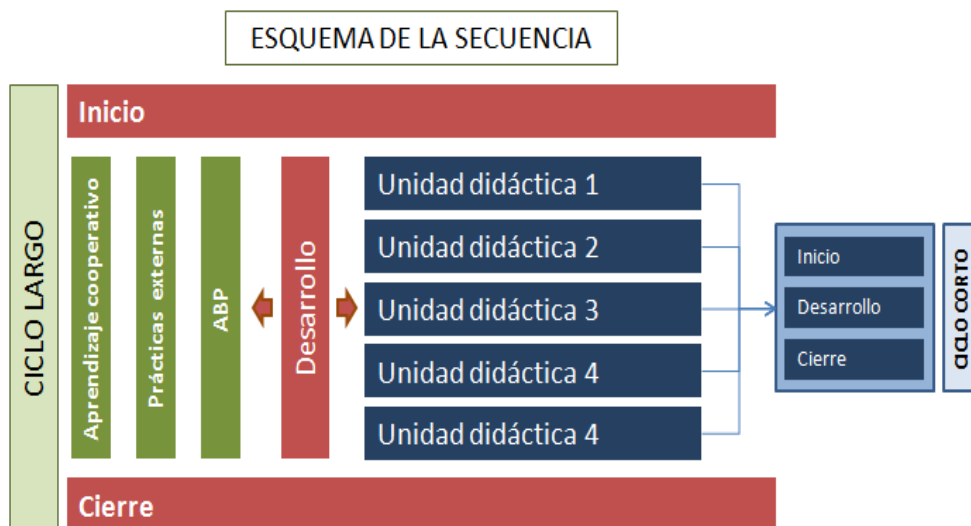 ESQUEMA DE LA SECUENCIA
CICLO LARGO
Inicio
Aprendizaje cooperativo
Prácticas externas
ABP
Desarrollo
Unidad didáctica 1
Unidad didáctica 2
Unidad didáctica 3
Unidad didáctica 4
Unidad didáctica 4
Inicio
Desarrollo
Cierre
CICLO CORTO
Cierre